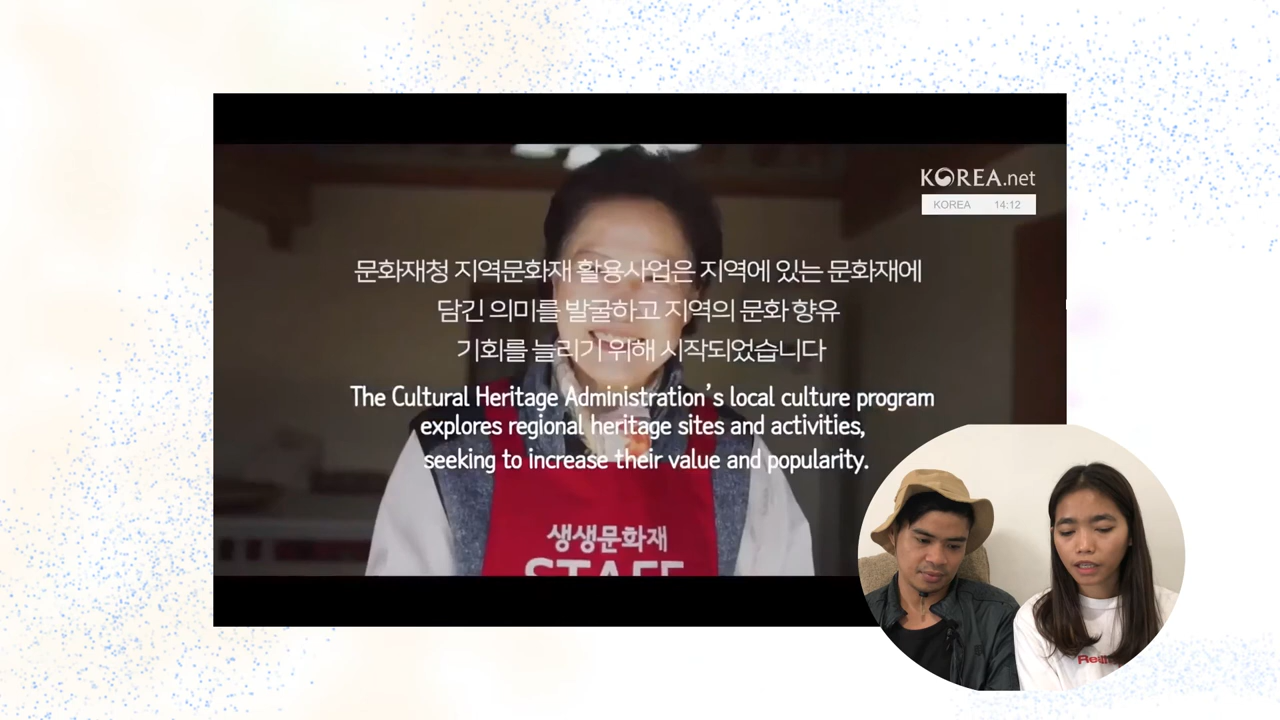 KOREA.net
KOREA 14:12
문화재청 지역문화재 활용사업은 지역에 있는 문화재에
담긴 의미를 발굴하고 지역의 문화 향유
기회를 늘리기 위해 시작되었습니다
The Cultural Heritage Administration's local culture program
explores regional heritage sites and activities,
seeking to increase their value and popularity.
생생문화재
STAFF